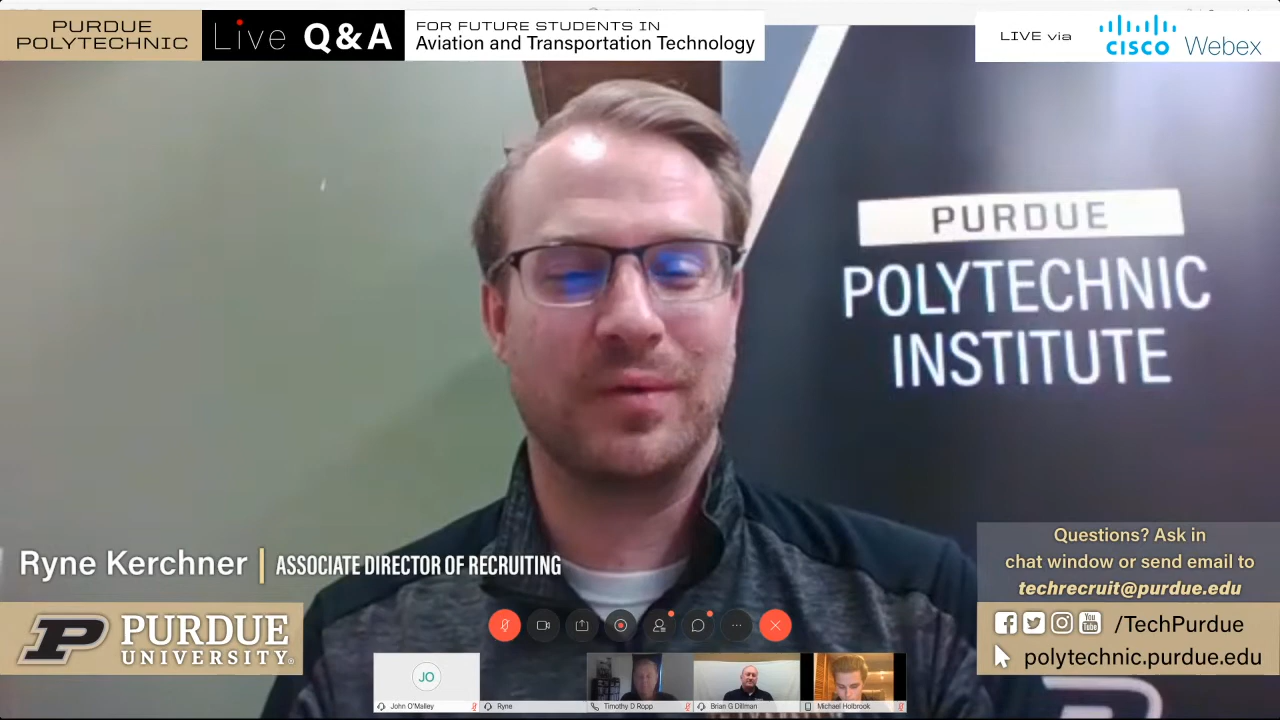 PURDUE
POLYTECHNIC
Live Q&A
FOR FUTURE STUDENTS IN
Aviation and Transportation Technology
LIVE via
CISCO Webex
PURDUE
POLYTECHNIC
INSTITUTE
Ryne Kerchner | ASSOCIATE DIRECTOR OF RECRUITING
P PURDUE
UNIVERSITY®
Questions? Ask in
chat window or send email to
techrecruit@purdue.edu
/TechPurdue
You Tube
polytechnic.purdue.edu
JO
John O'Malley
Ryne
Timothy D Ropp
Brian G Dillman
Michael Holbrook